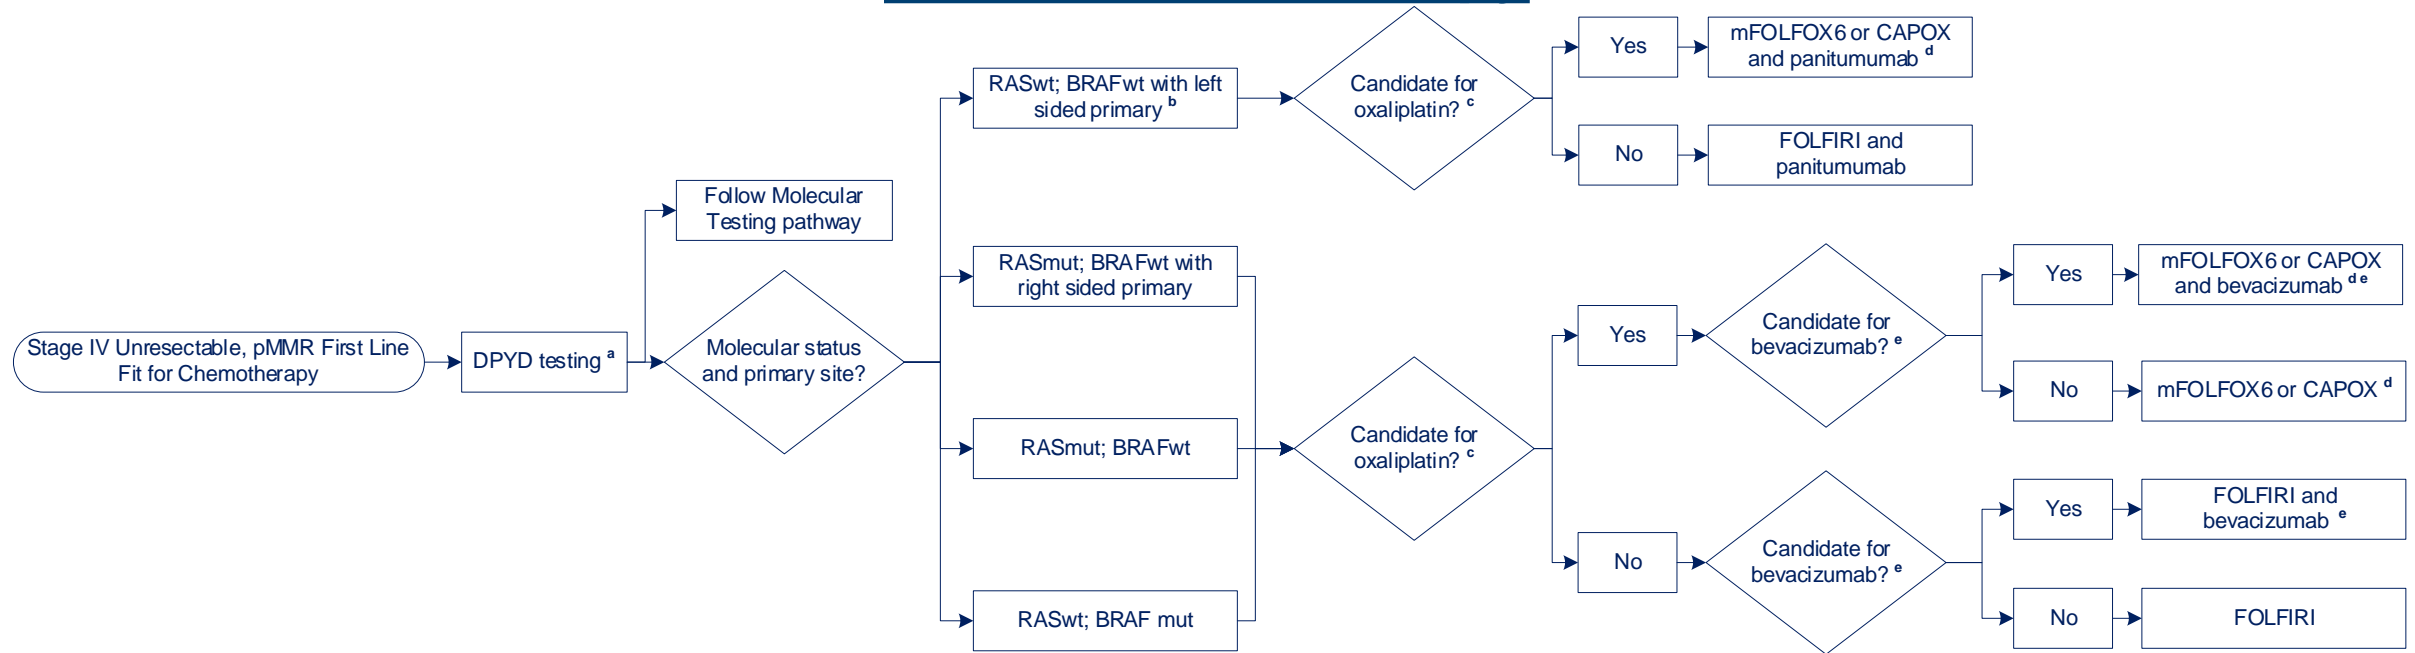 Stage IV Unresectable, pMMR First Line
Fit for Chemotherapy
DPYD testing a
Follow Molecular
Testing pathway
Molecular status
and primary site?
RASwt; BRAFwt with left
sided primary b
Candidate for
oxaliplatin? c
Yes
mFOLFOX6 or CAPOX
and panitumumab d
No
FOLFIRI and
panitumumab
RASmut; BRAFwt with
right sided primary
RASmut; BRAFwt
RASwt; BRAF mut
Candidate for
oxaliplatin? c
Yes
Candidate for
bevacizumab? e
Yes
mFOLFOX6 or CAPOX
and bevacizumab d e
No
mFOLFOX6 or CAPOX d
No
Candidate for
bevacizumab? e
Yes
FOLFIRI and
bevacizumab e
No
FOLFIRI